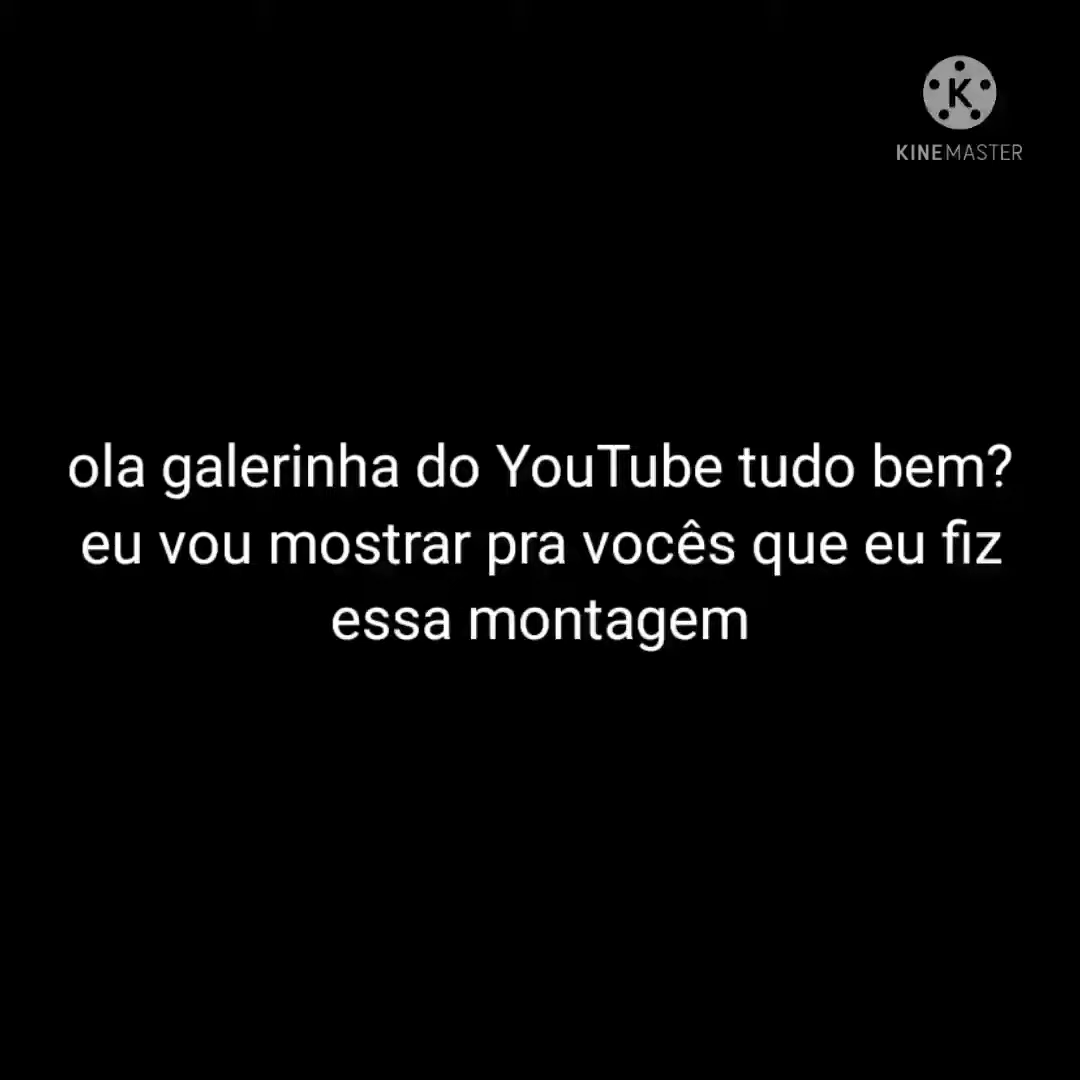 K
KINEMASTER
ola galerinha do YouTube tudo bem?
eu vou mostrar pra vocês que eu fiz
essa montagem